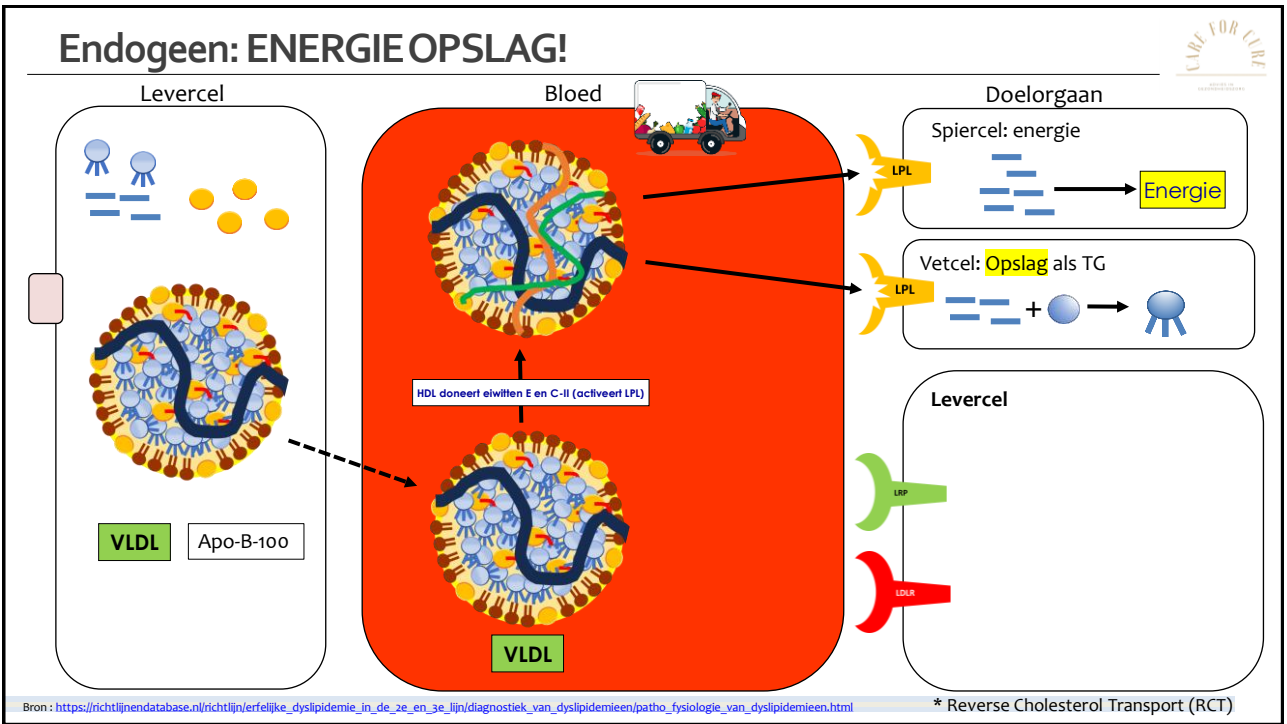 Endogeen: ENERGIE OPSLAG!
CARE FOR CURE
Levercel
Bloed
Doelorgaan
Spiercel: energie
LPL
Energie
Vetcel: Opslag als TG
LPL
+
HDL doneert eiwitten E en C-II (activeert LPL)
Levercel
LRP
LDLR
VLDL
Apo-B-100
VLDL
Bron : https://richtlijnendatabase.nl/richtlijn/erfelijke_dyslipidemie_in_de_2e_en_3e_lijn/diagnostiek_van_dyslipidemieen/patho_fysiologie_van_dyslipidemieen.html
* Reverse Cholesterol Transport (RCT)